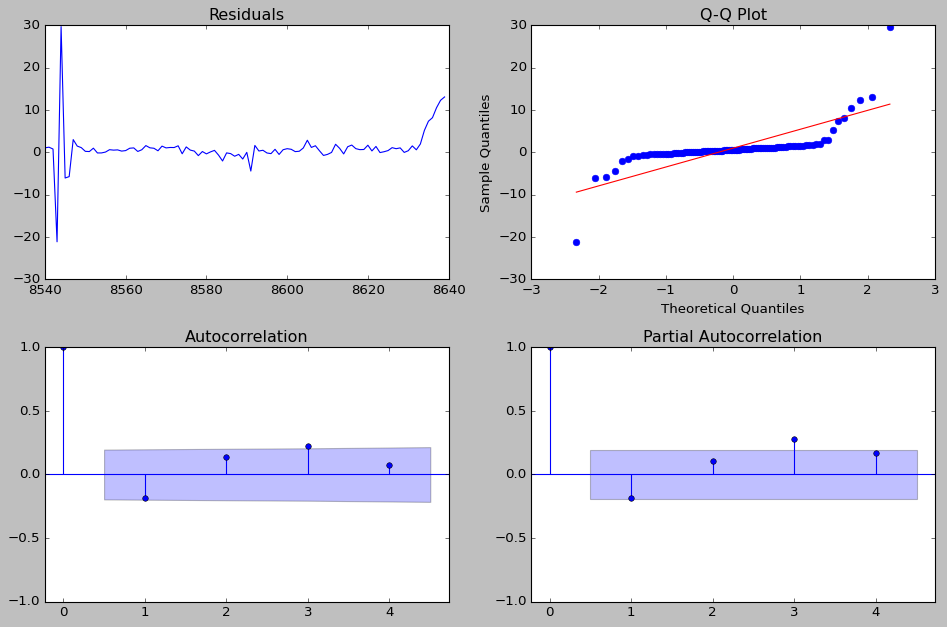 Residuals
30
20
10
0
−10
−20
−30
8540 8560 8580 8600 8620 8640
Q-Q Plot
Sample Quantiles
30
20
10
0
−10
−20
−30
−3 −2 −1 0 1 2 3
Theoretical Quantiles
Autocorrelation
1.0
0.5
0.0
−0.5
−1.0
0 1 2 3 4
Partial Autocorrelation
1.0
0.5
0.0
−0.5
−1.0
0 1 2 3 4